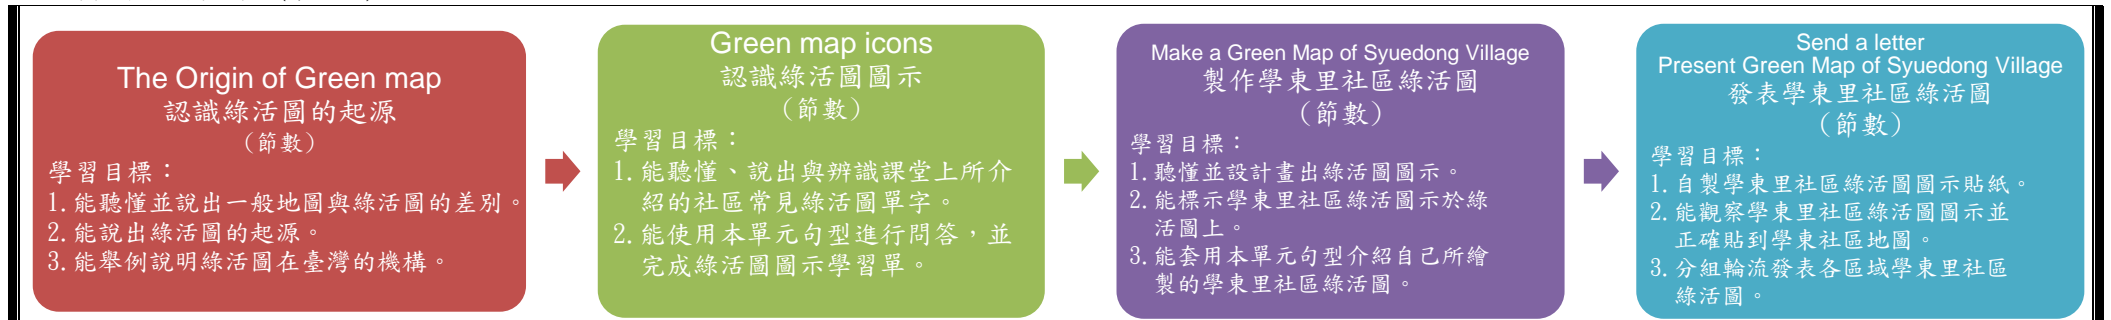 The Origin of Green map
認識綠活圖的起源
(節數)
學習目標：
1.能聽懂並說出一般地圖與綠活圖的差別。
2.能說出綠活圖的起源。
3.能舉例說明綠活圖在臺灣的機構。
Green map icons
認識綠活圖圖示
(節數)
學習目標：
1.能聽懂、說出與辨識課堂上所介
紹的社區常見綠活圖單字。
2.能使用本單元句型進行問答，並
完成綠活圖圖示學習單。
Make a Green Map of Syuedong Village
製作學東里社區綠活圖
(節數)
學習目標：
1.聽懂並設計畫出綠活圖圖示。
2.能標示學東里社區綠活圖示於綠
活圖上。
3.能套用本單元句型介紹自己所繪
製的學東里社區綠活圖。
Send a letter
Present Green Map of Syuedong Village
發表學東里社區綠活圖
(節數)
學習目標：
1.自製學東里社區綠活圖圖示貼紙。
2.能觀察學東里社區綠活圖圖示並
正確貼到學東社區地圖。
3.分組輪流發表各區域學東里社區
綠活圖。